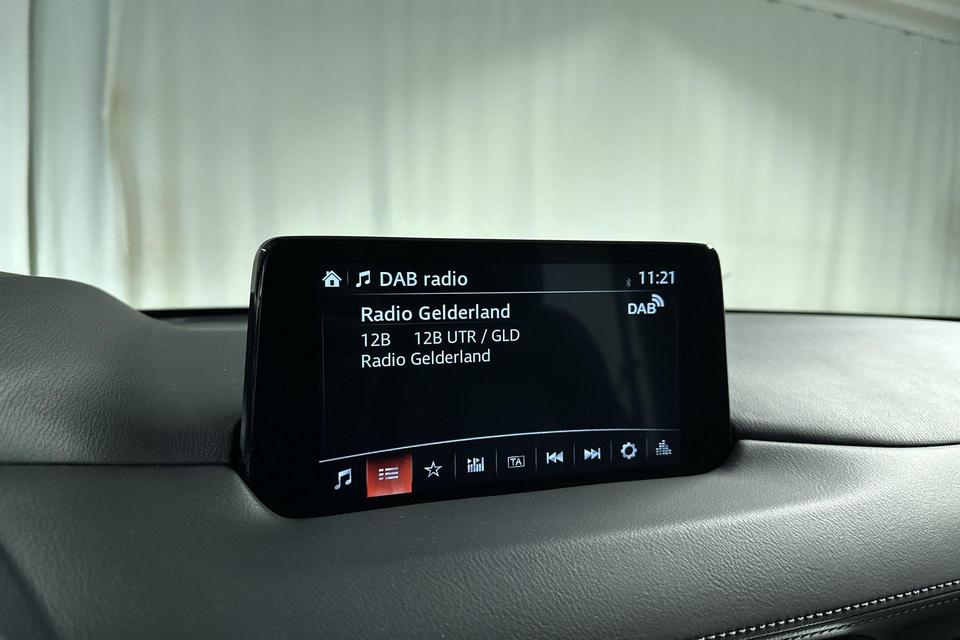 DAB radio 11:21
Radio Gelderland DAB
12B 12B UTR / GLD
Radio Gelderland
TA